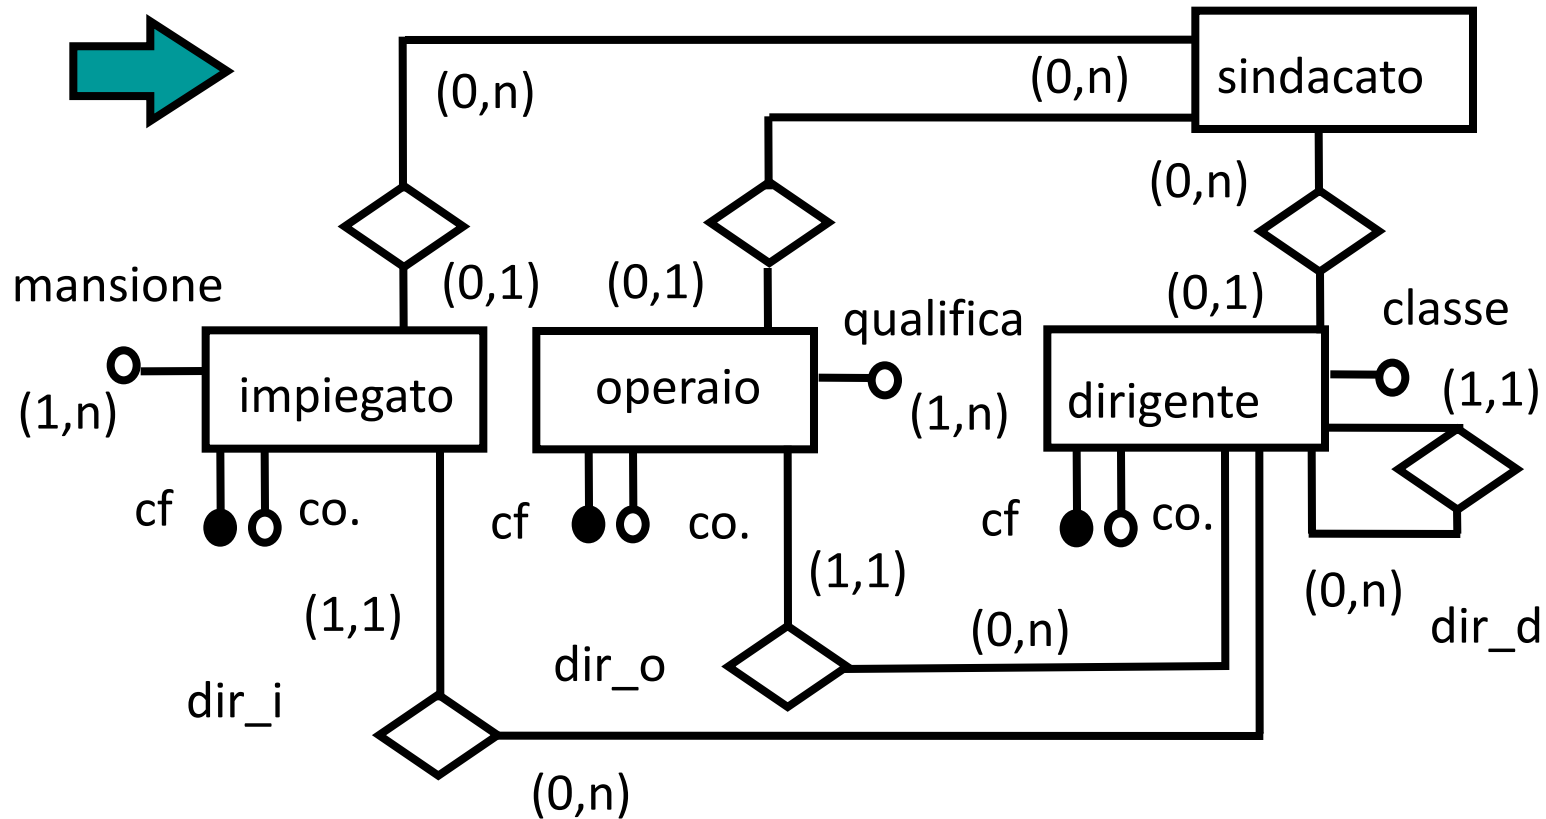 sindacato
(0,n)
(0,n)
(0,n)
mansione
(0,1)
(0,1)
(0,1)
qualifica
classe
(1,n)
impiegato
operaio
(1,n)
dirigente
(1,1)
cf
co.
cf
co.
cf
co.
(1,1)
(1,1)
(0,n)
(0,n)
dir_d
dir_i
dir_o
(0,n)